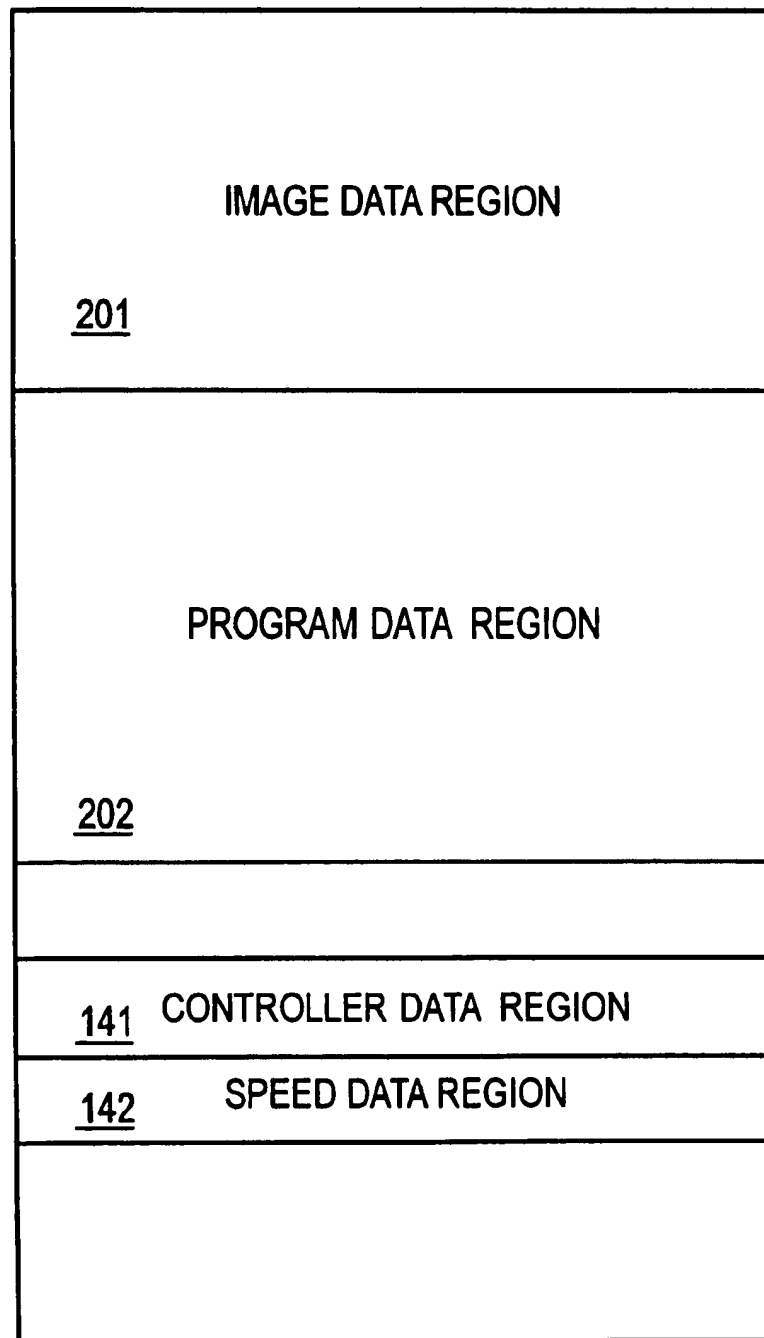 IMAGE DATA REGION
201
PROGRAM DATA REGION
202
141 CONTROLLER DATA REGION
142 SPEED DATA REGION